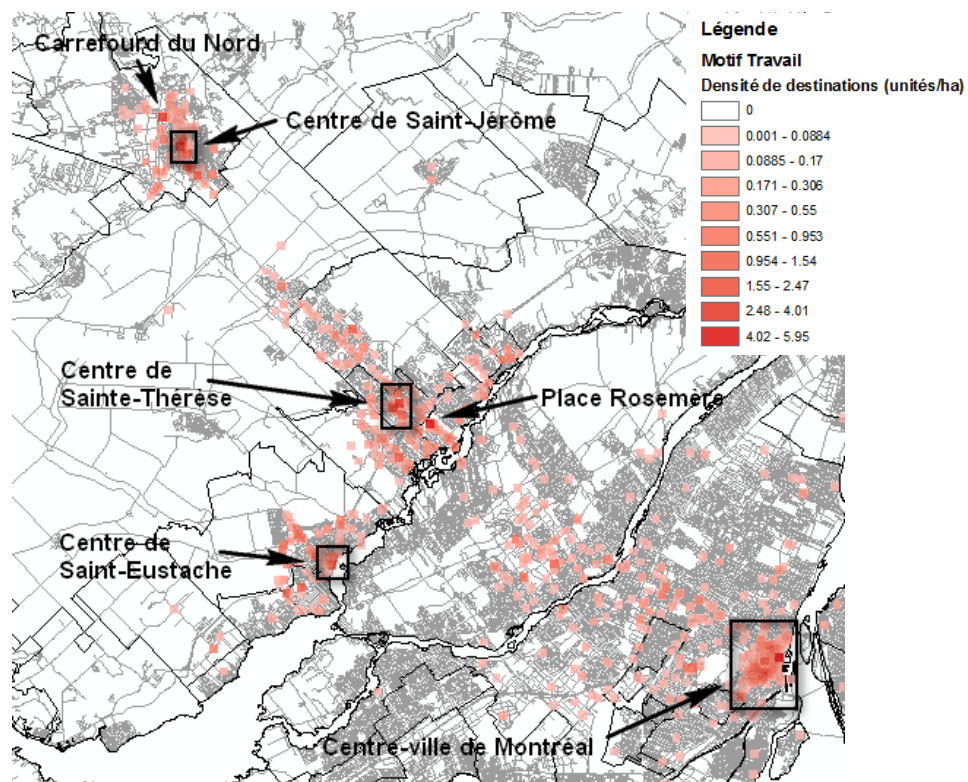 Carrefourd du Nord
Centre de Saint-Jérôme
Centre de
Sainte-Thérèse
Place Rosemère
Centre de
Saint-Eustache
Centre-ville de Montréal
Légende
Motif Travail
Densité de destinations (unités/ha)
0
0.001 - 0.0884
0.0885 - 0.17
0.171 - 0.306
0.307 - 0.55
0.551 - 0.953
0.954 - 1.54
1.55 - 2.47
2.48 - 4.01
4.02 - 5.95